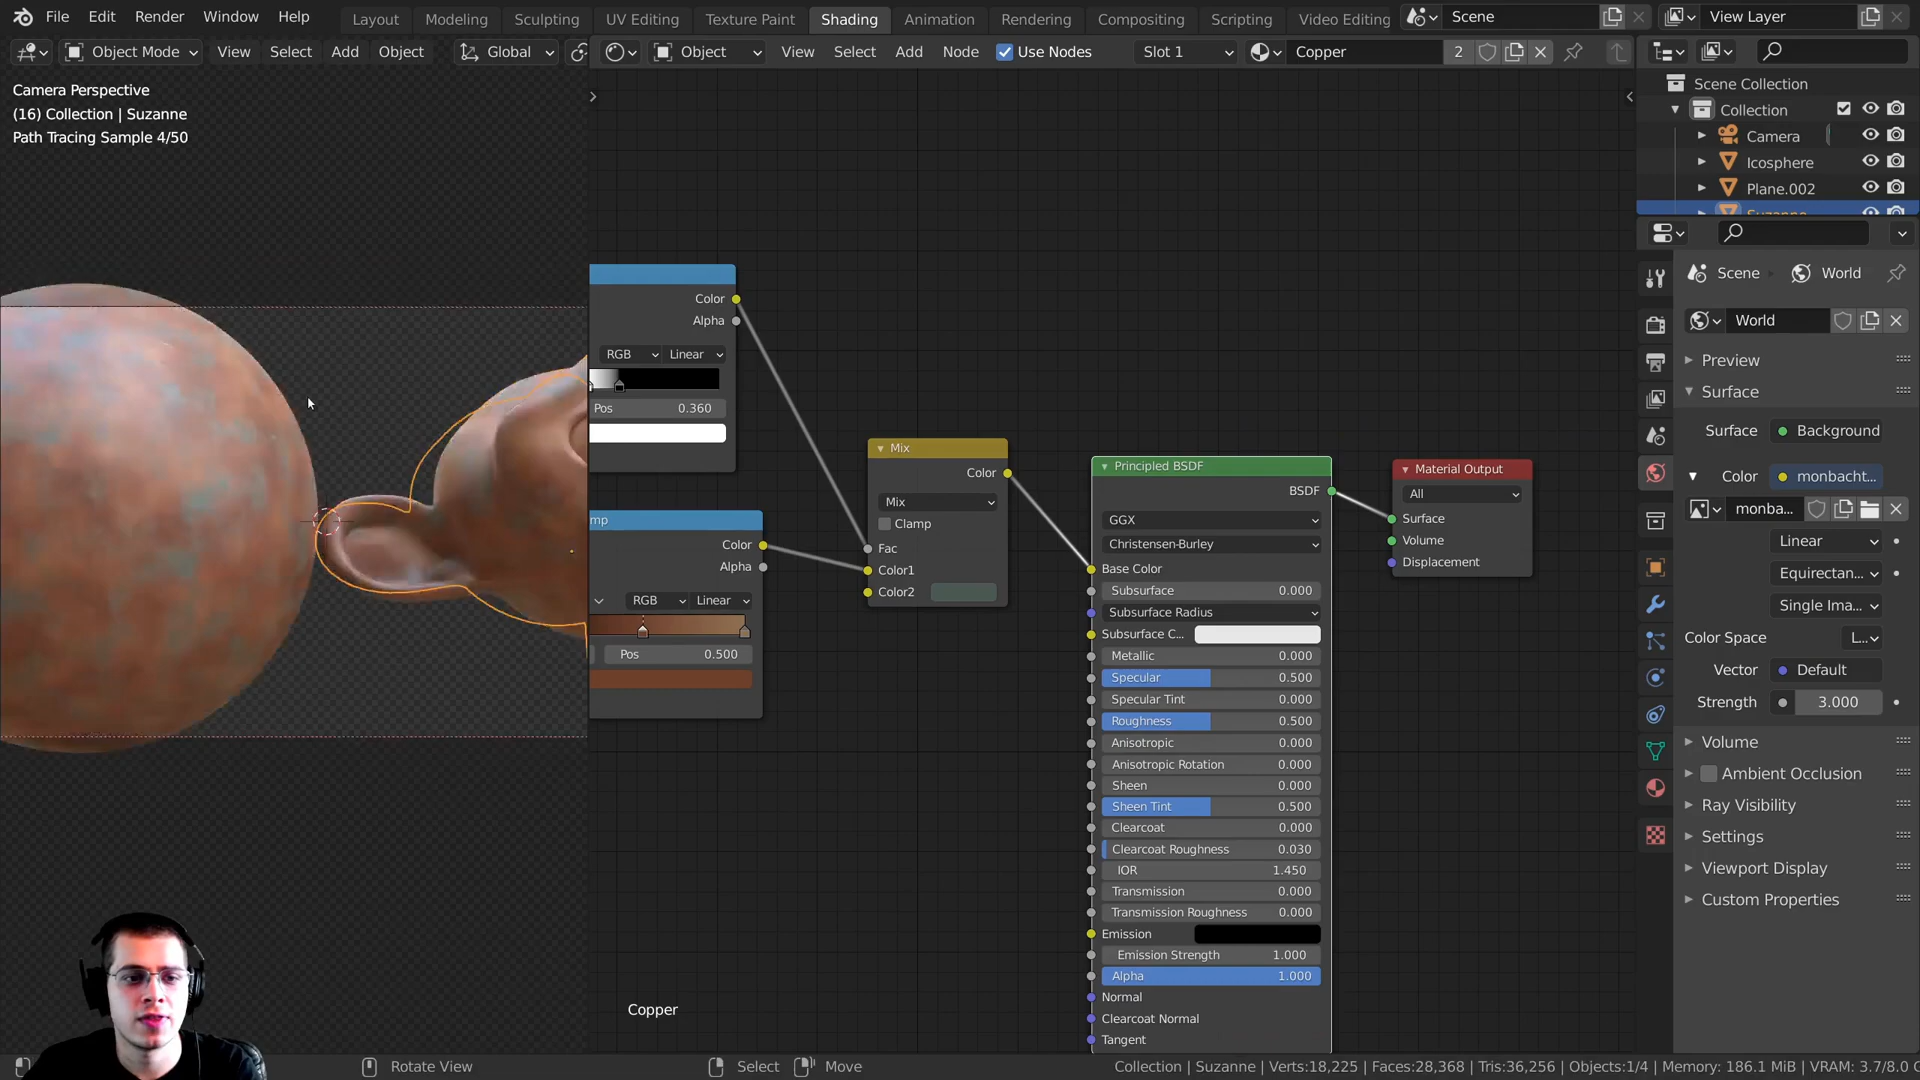 File Edit Render Window Help Layout Modeling Sculpting UV Editing Texture Paint Shading Animation Rendering Compositing Scripting Video Editing Scene View Layer
Object Mode View Select Add Object Global Object View Select Add Node Use Nodes Slot 1 Copper 2
Camera Perspective
(16) Collection | Suzanne
Path Tracing Sample 4/50
Color
Alpha
RGB Linear
Pos 0.360
mp
Color
Alpha
RGB Linear
Pos 0.500
Mix
Color
Mix
Clamp
Fac
Color1
Color2
Principled BSDF
BSDF
GGX
Christensen-Burley
Base Color
Subsurface 0.000
Subsurface Radius
Subsurface C...
Metallic 0.000
Specular 0.500
Specular Tint 0.000
Roughness 0.500
Anisotropic 0.000
Anisotropic Rotation 0.000
Sheen 0.000
Sheen Tint 0.500
Clearcoat 0.000
Clearcoat Roughness 0.030
IOR 1.450
Transmission 0.000
Transmission Roughness 0.000
Emission
Emission Strength 1.000
Alpha 1.000
Normal
Clearcoat Normal
Tangent
Material Output
All
Surface
Volume
Displacement
Copper
Scene Collection
Collection
Camera
Icosphere
Plane.002
Suzanne
Scene World
World
Preview
Surface
Surface Background
Color monbacht...
monba...
Linear
Equirectan...
Single Ima...
Color Space L...
Vector Default
Strength 3.000
Volume
Ambient Occlusion
Ray Visibility
Settings
Viewport Display
Custom Properties
Rotate View Select Move Collection | Suzanne | Verts:18,225 | Faces:28,368 | Tris:36,256 | Objects:1/4 | Memory: 186.1 MiB | VRAM: 3.7/8.0 G